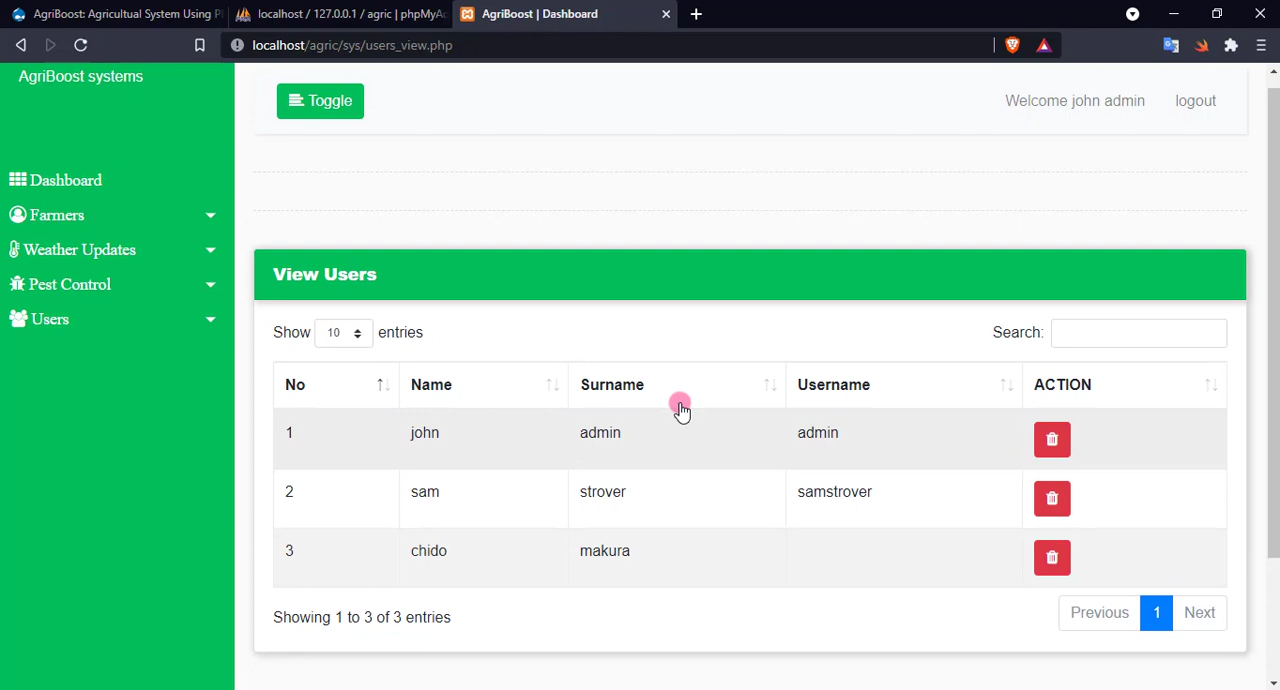 AgriBoost: Agricultual System Using P
localhost / 127.0.0.1 / agric | phpMyA
AgriBoost | Dashboard
localhost/agric/sys/users_view.php
AgriBoost systems
Toggle
Welcome john admin
logout
Dashboard
Farmers
Weather Updates
Pest Control
Users
View Users
Show 10 entries
Search:
No Name Surname Username ACTION
1 john admin admin
2 sam strover samstrover
3 chido makura
Showing 1 to 3 of 3 entries
Previous 1 Next